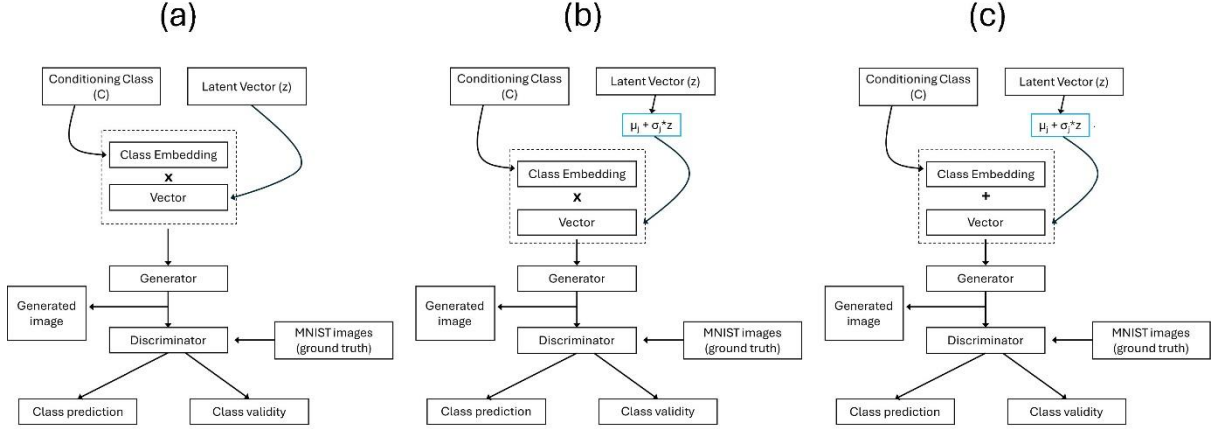 (a)
Conditioning Class
(C)
Latent Vector (z)
Class Embedding
x
Vector
Generator
Generated
image
Discriminator
MNIST images
(ground truth)
Class prediction
Class validity
(b)
Conditioning Class
(C)
Latent Vector (z)
μj + σj*z
Class Embedding
x
Vector
Generator
Generated
image
Discriminator
MNIST images
(ground truth)
Class prediction
Class validity
(c)
Conditioning Class
(C)
Latent Vector (z)
μj + σj*z
Class Embedding
+
Vector
Generator
Generated
image
Discriminator
MNIST images
(ground truth)
Class prediction
Class validity